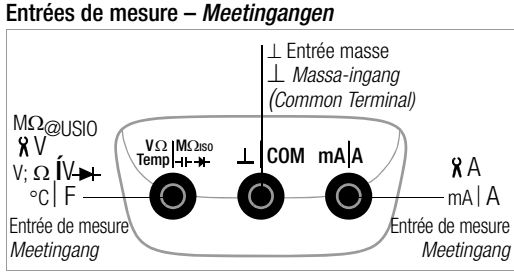 Entrées de mesure – Meetingangen
⊥ Entrée masse
⊥ Massa-ingang
(Common Terminal)
MΩ@USIO
V
V; Ω ÍV
°C| F
Entrée de mesure
Meetingang
VΩ|MΩISO
Temp|
⊥|COM
mA|A
A
mA| A
Entrée de mesure
Meetingang